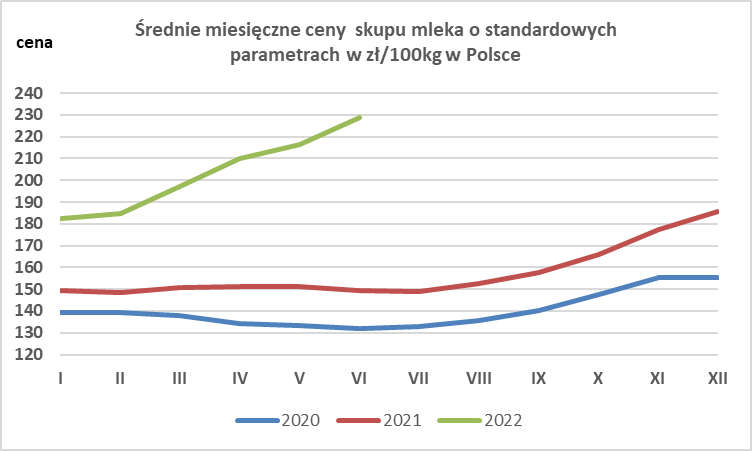 Średnie miesięczne ceny skupu mleka o standardowych
parametrach w zł/100kg w Polsce
cena
240
230
220
210
200
190
180
170
160
150
140
130
120
I II III IV V VI VII VIII IX X XI XII
2020 2021 2022